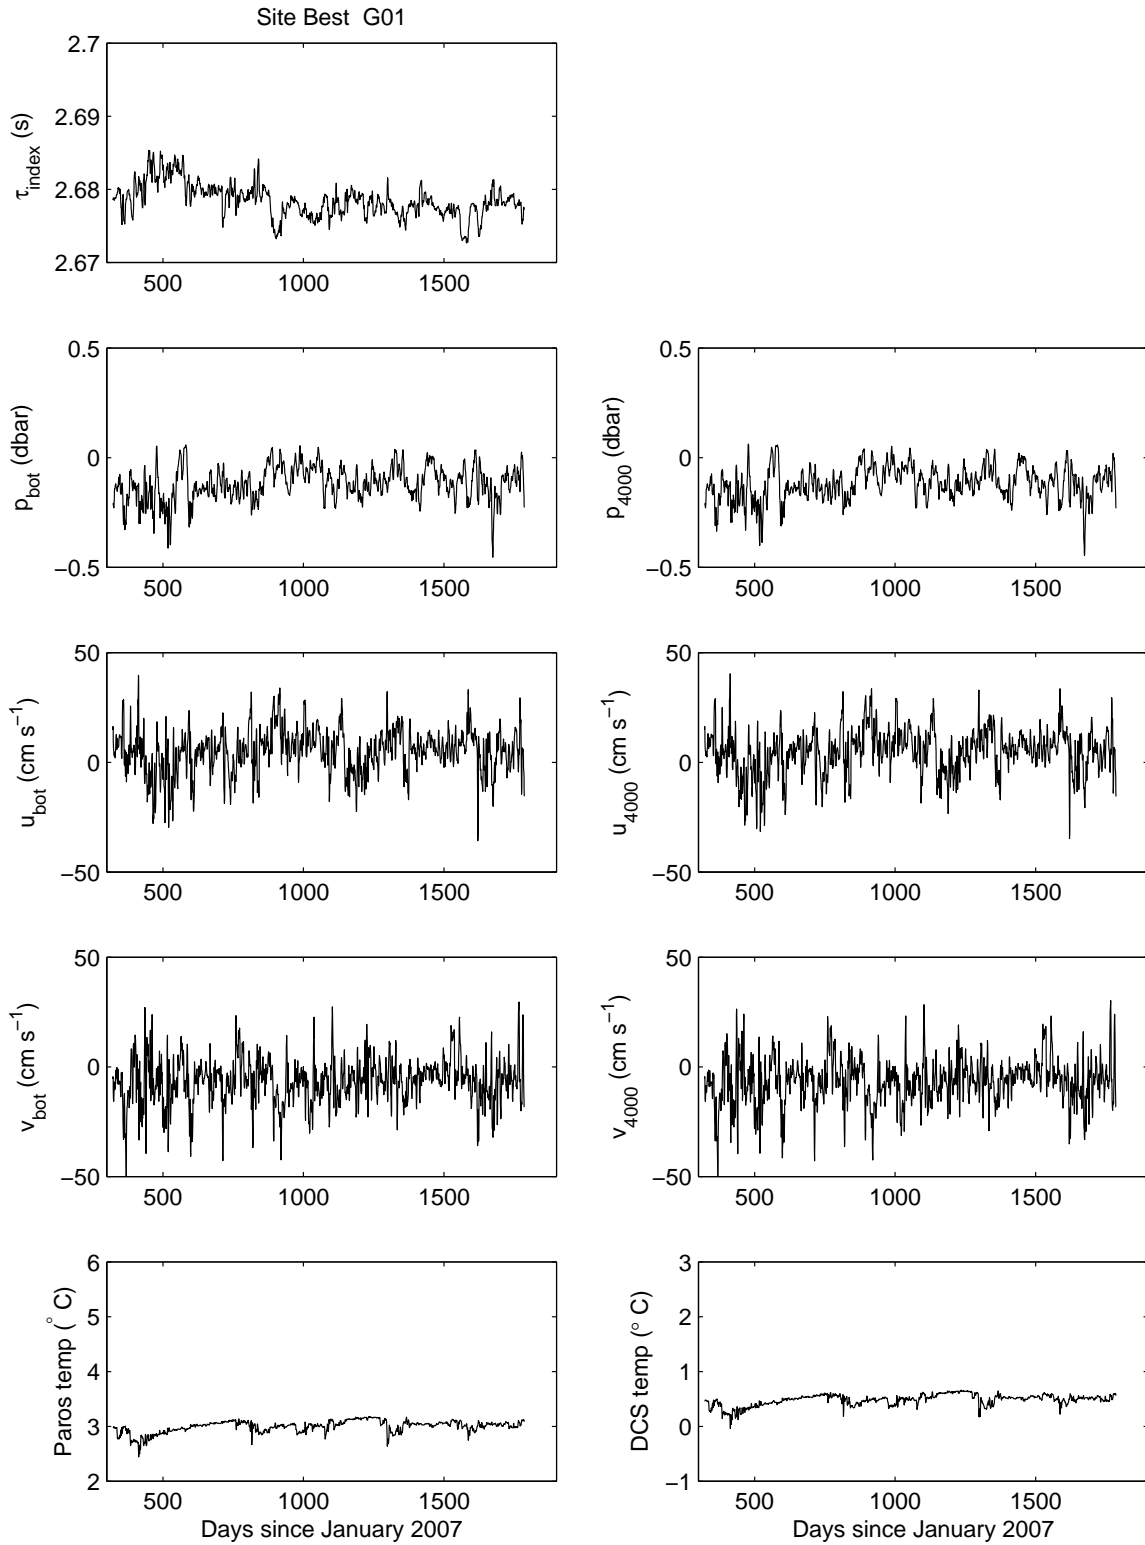 Site Best G01
2.7
2.69
2.68
2.67
τindex (s)
500 1000 1500
0.5
0
−0.5
pbot (dbar)
500 1000 1500
0.5
0
−0.5
p4000 (dbar)
500 1000 1500
50
0
−50
ubot (cm s−1)
500 1000 1500
50
0
−50
u4000 (cm s−1)
500 1000 1500
50
0
−50
vbot (cm s−1)
500 1000 1500
50
0
−50
v4000 (cm s−1)
500 1000 1500
6
5
4
3
2
Paros temp (° C)
500 1000 1500
Days since January 2007
3
2
1
0
−1
DCS temp (° C)
500 1000 1500
Days since January 2007